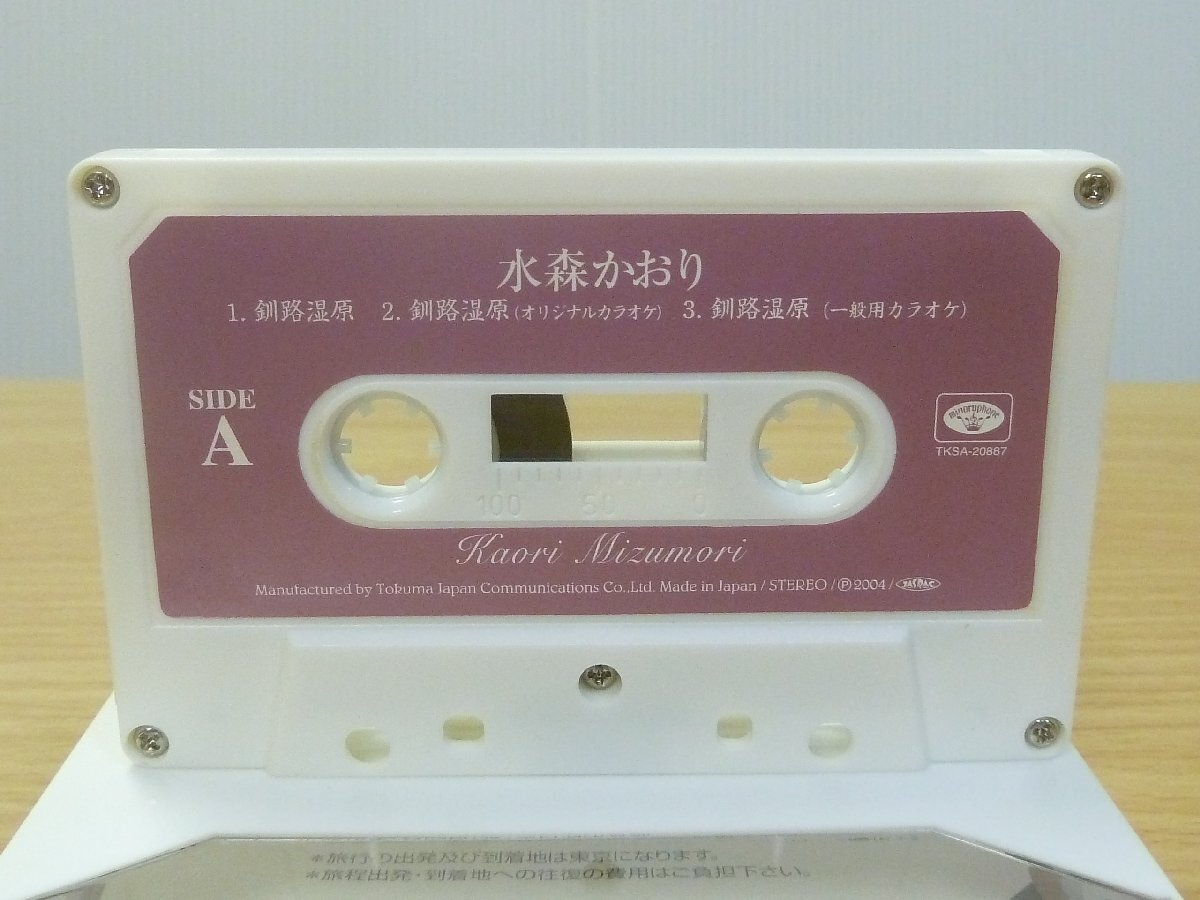 水森かおり
1. 釧路湿原 2. 釧路湿原(オリジナルカラオケ) 3. 釧路湿原 (一般用カラオケ)
SIDE
A
minoruphone
TKSA-20887
100 50 0
Kaori Mizumori
Manufactured by Tokuma Japan Communications Co.,Ltd. Made in Japan / STEREO / Ⓟ 2004 / JASRAC
*旅行の出発及び到着地は東京になります。
*旅程出発・到着地への往復の費用はご負担下さい。